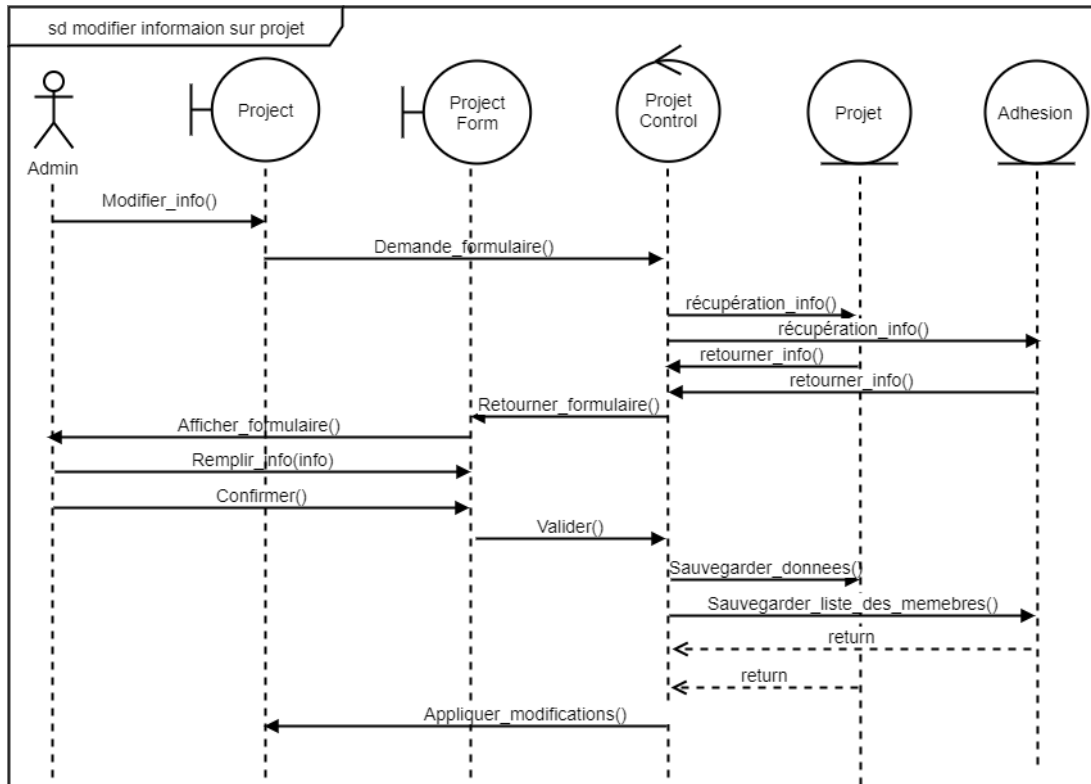 sd modifier informaion sur projet
Project
Project
Form
Projet
Control
Projet
Adhesion
Admin
Modifier_info()
Demande_formulaire()
récupération_info()
récupération_info()
retourner_info()
retourner_info()
Retourner_formulaire()
Afficher_formulaire()
Remplir_info(info)
Confirmer()
Valider()
Sauvegarder_donnees()
Sauvegarder_liste_des_memebres()
return
return
Appliquer_modifications()